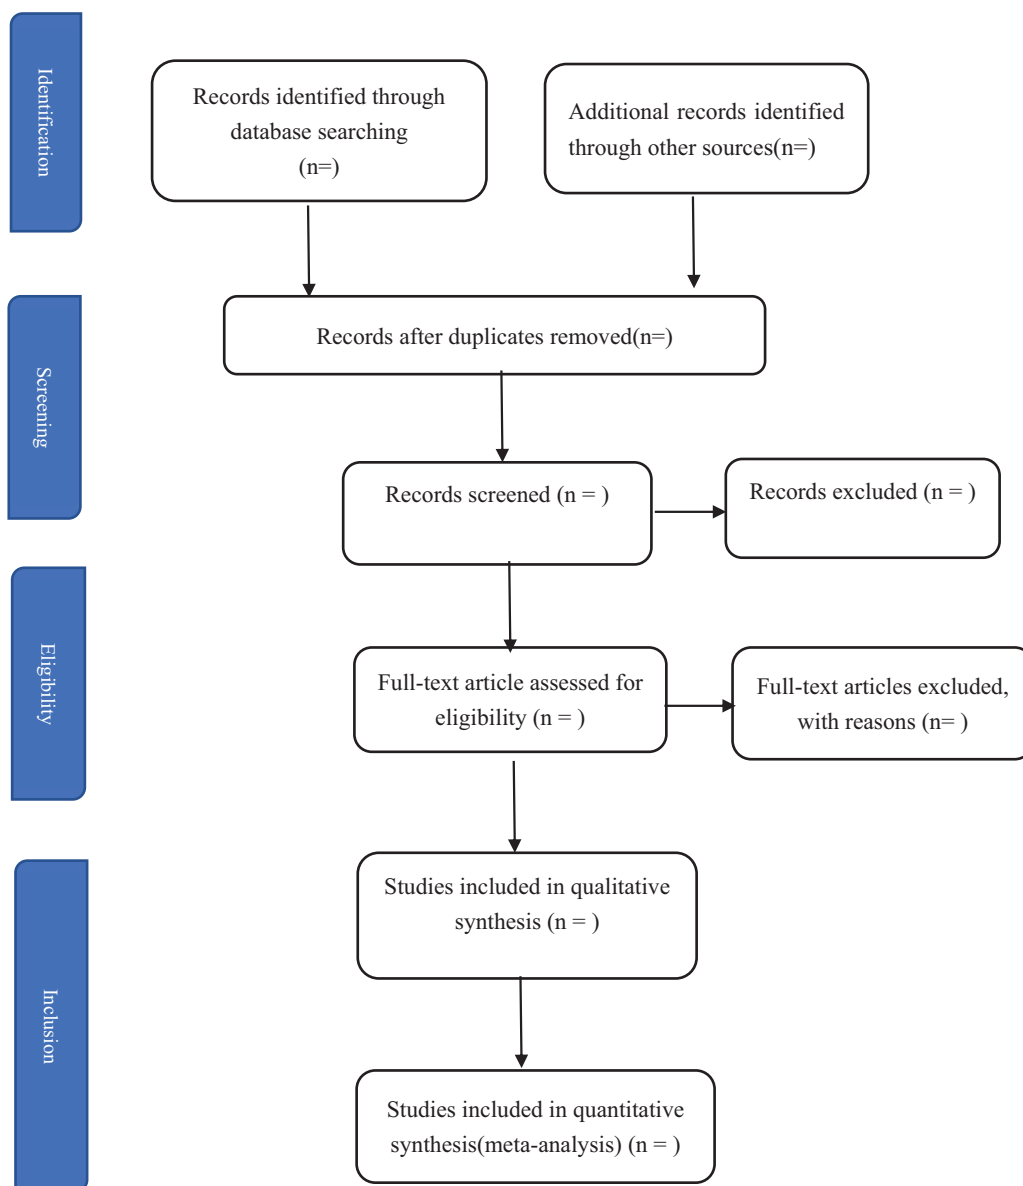 Identification
Records identified through
database searching
(n=)
Additional records identified
through other sources(n=)
Screening
Records after duplicates removed(n=)
Records screened (n = )
Records excluded (n = )
Eligibility
Full-text article assessed for
eligibility (n = )
Full-text articles excluded,
with reasons (n= )
Inclusion
Studies included in qualitative
synthesis (n = )
Studies included in quantitative
synthesis(meta-analysis) (n = )